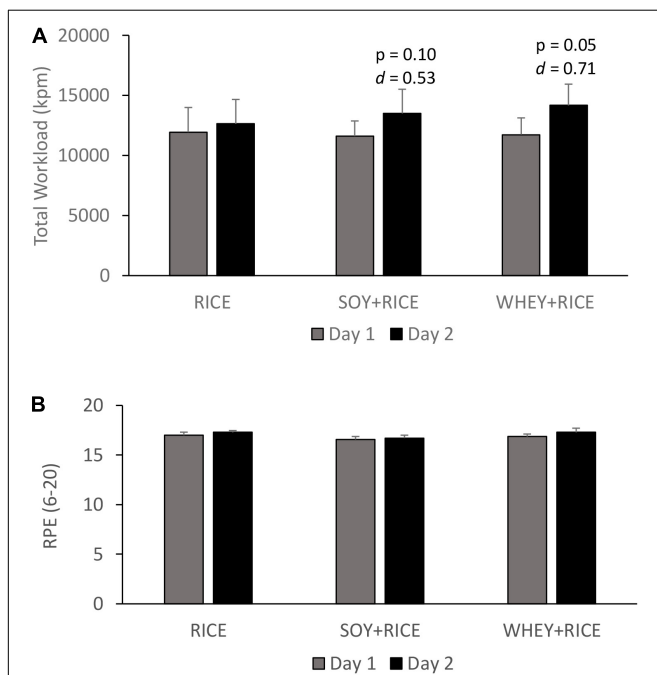 A
20000
15000
10000
5000
0
Total Workload (kpm)
p = 0.10
d = 0.53
p = 0.05
d = 0.71
RICE SOY+RICE WHEY+RICE
Day 1 Day 2
B
20
15
10
5
0
RPE (6-20)
RICE SOY+RICE WHEY+RICE
Day 1 Day 2